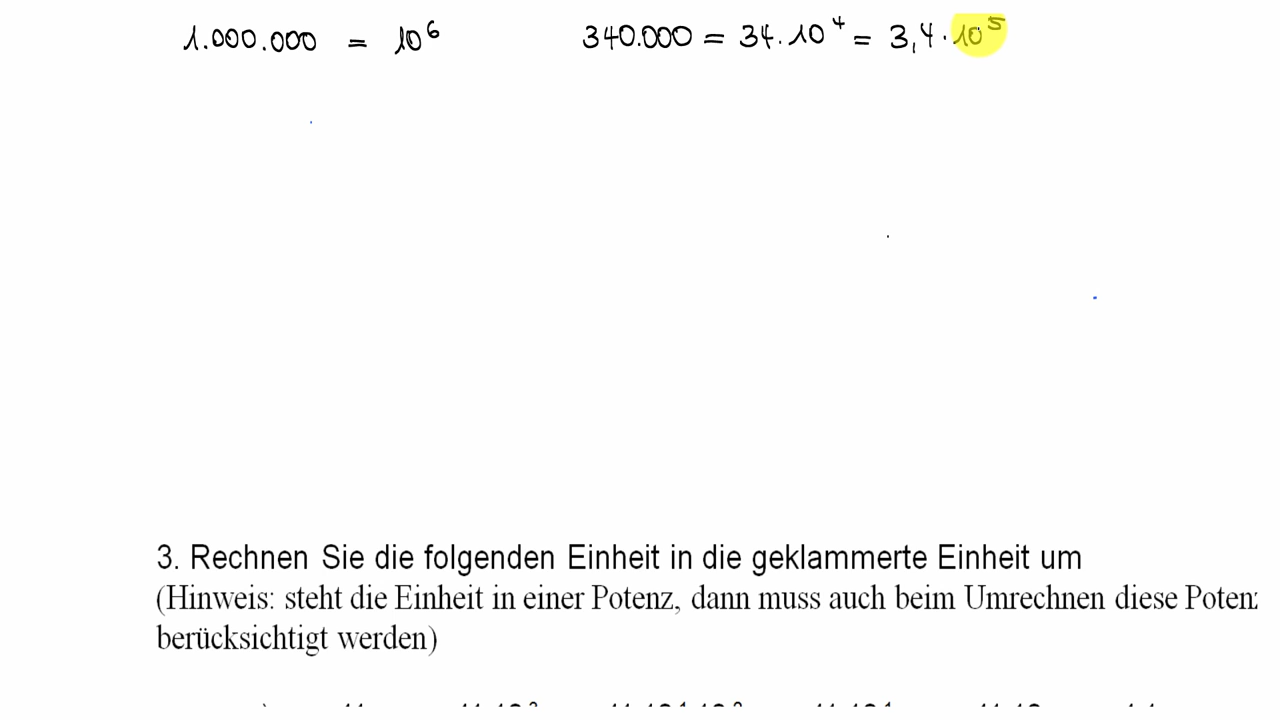 1.000.000 = 10⁶ 340.000 = 34·10⁴ = 3,4·10⁵
3. Rechnen Sie die folgenden Einheit in die geklammerte Einheit um
(Hinweis: steht die Einheit in einer Potenz, dann muss auch beim Umrechnen diese Potenz
berücksichtigt werden)